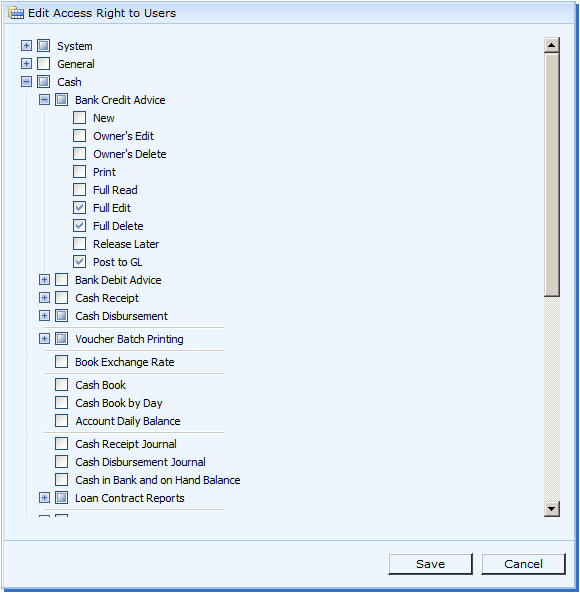 Edit Access Right to Users
System
General
Cash
Bank Credit Advice
New
Owner's Edit
Owner's Delete
Print
Full Read
Full Edit
Full Delete
Release Later
Post to GL
Bank Debit Advice
Cash Receipt
Cash Disbursement
Voucher Batch Printing
Book Exchange Rate
Cash Book
Cash Book by Day
Account Daily Balance
Cash Receipt Journal
Cash Disbursement Journal
Cash in Bank and on Hand Balance
Loan Contract Reports
Save Cancel